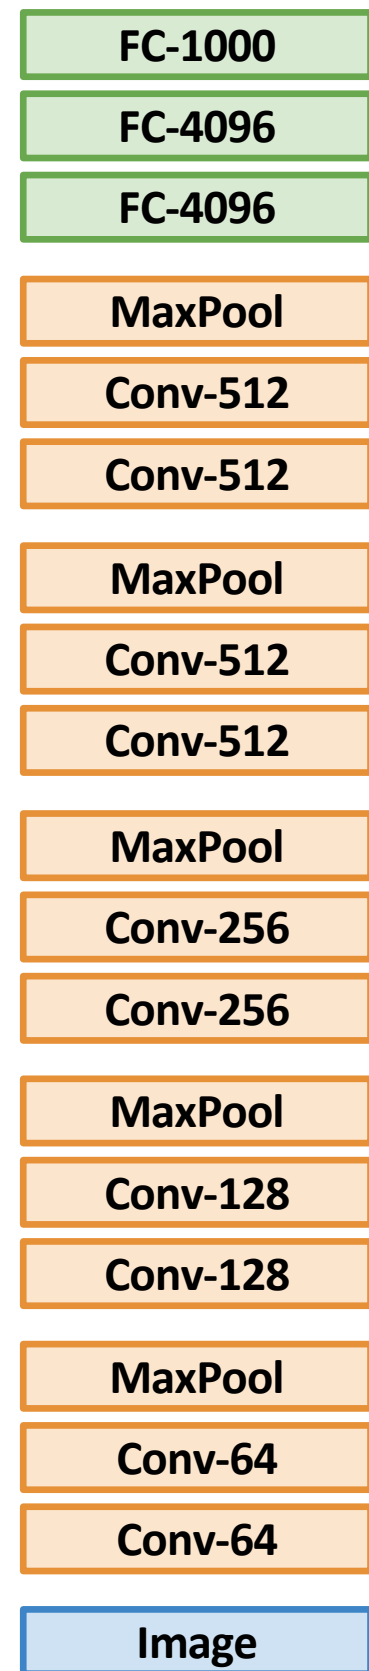 FC-1000
FC-4096
FC-4096
MaxPool
Conv-512
Conv-512
MaxPool
Conv-512
Conv-512
MaxPool
Conv-256
Conv-256
MaxPool
Conv-128
Conv-128
MaxPool
Conv-64
Conv-64
Image